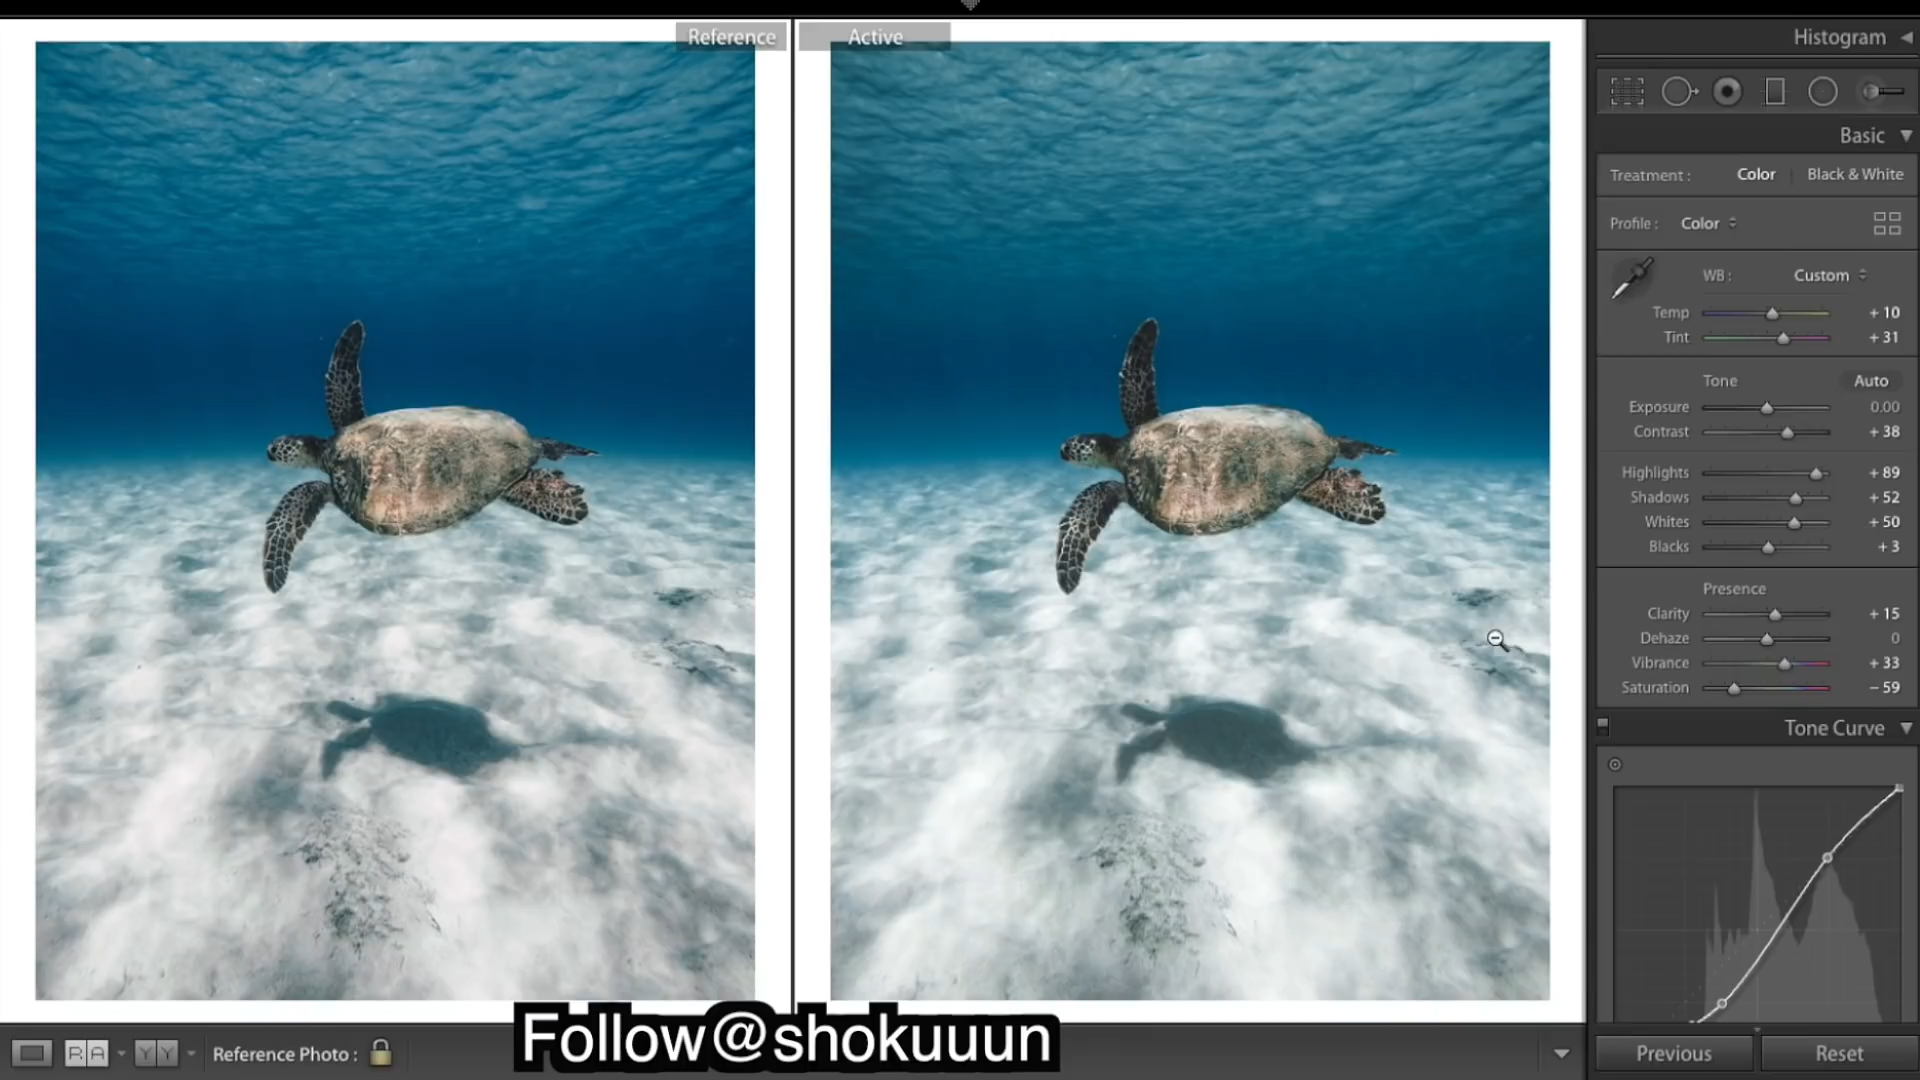 Reference
Active
Histogram
Basic
Treatment : Color Black & White
Profile : Color
WB : Custom
Temp + 10
Tint + 31
Tone Auto
Exposure 0.00
Contrast + 38
Highlights + 89
Shadows + 52
Whites + 50
Blacks + 3
Presence
Clarity + 15
Dehaze 0
Vibrance + 33
Saturation – 59
Tone Curve
R A Y Y Reference Photo :
Follow@shokuuun
Previous Reset